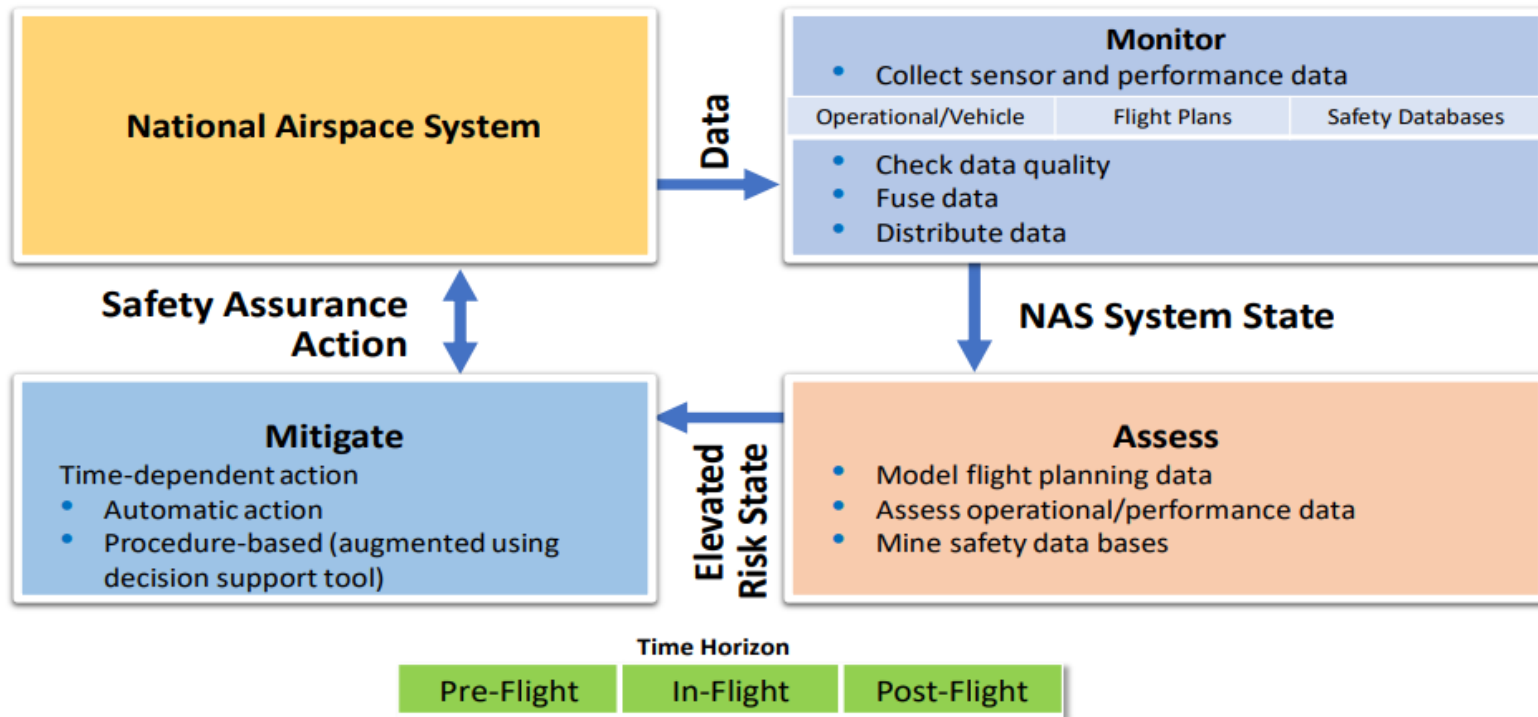 National Airspace System
Data
Monitor
• Collect sensor and performance data
Operational/Vehicle
Flight Plans
Safety Databases
• Check data quality
• Fuse data
• Distribute data
Safety Assurance
Action
NAS System State
Mitigate
Time-dependent action
• Automatic action
• Procedure-based (augmented using
decision support tool)
Elevated
Risk State
Assess
• Model flight planning data
• Assess operational/performance data
• Mine safety data bases
Time Horizon
Pre-Flight
In-Flight
Post-Flight